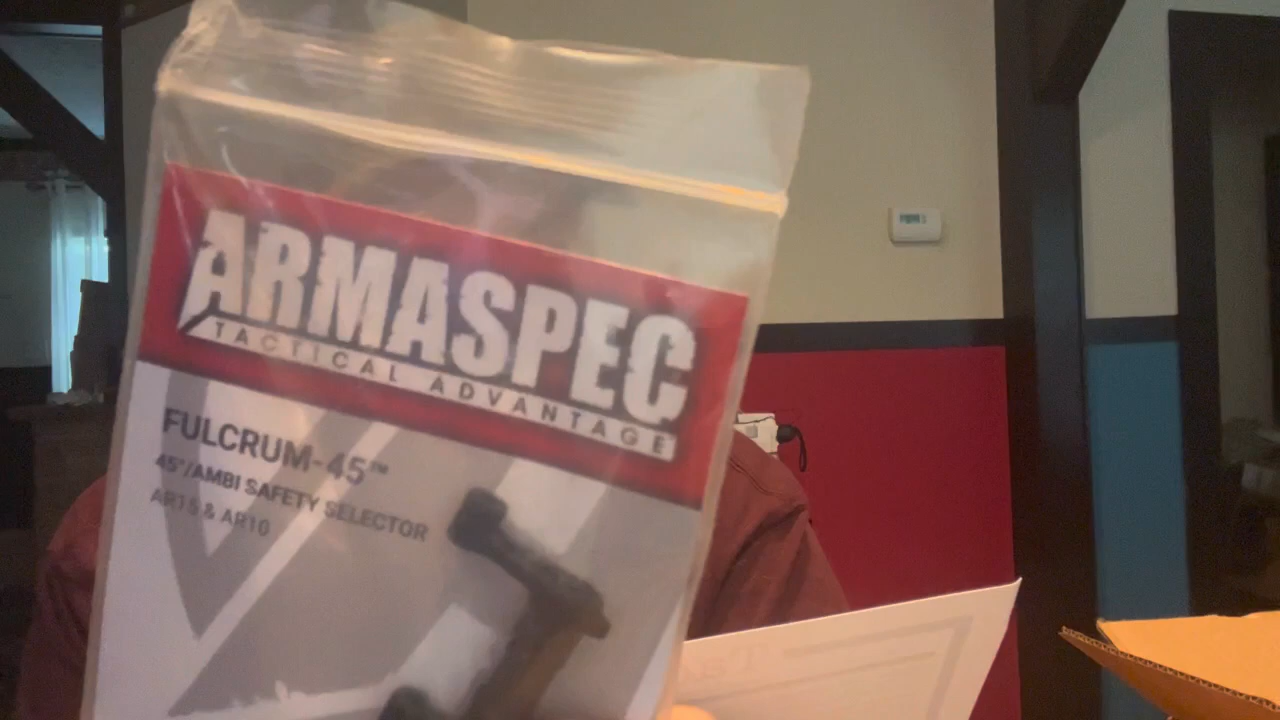 ARMASPEC
TACTICAL ADVANTAGE
FULCRUM-45™
45°/AMBI SAFETY SELECTOR
AR15 & AR10